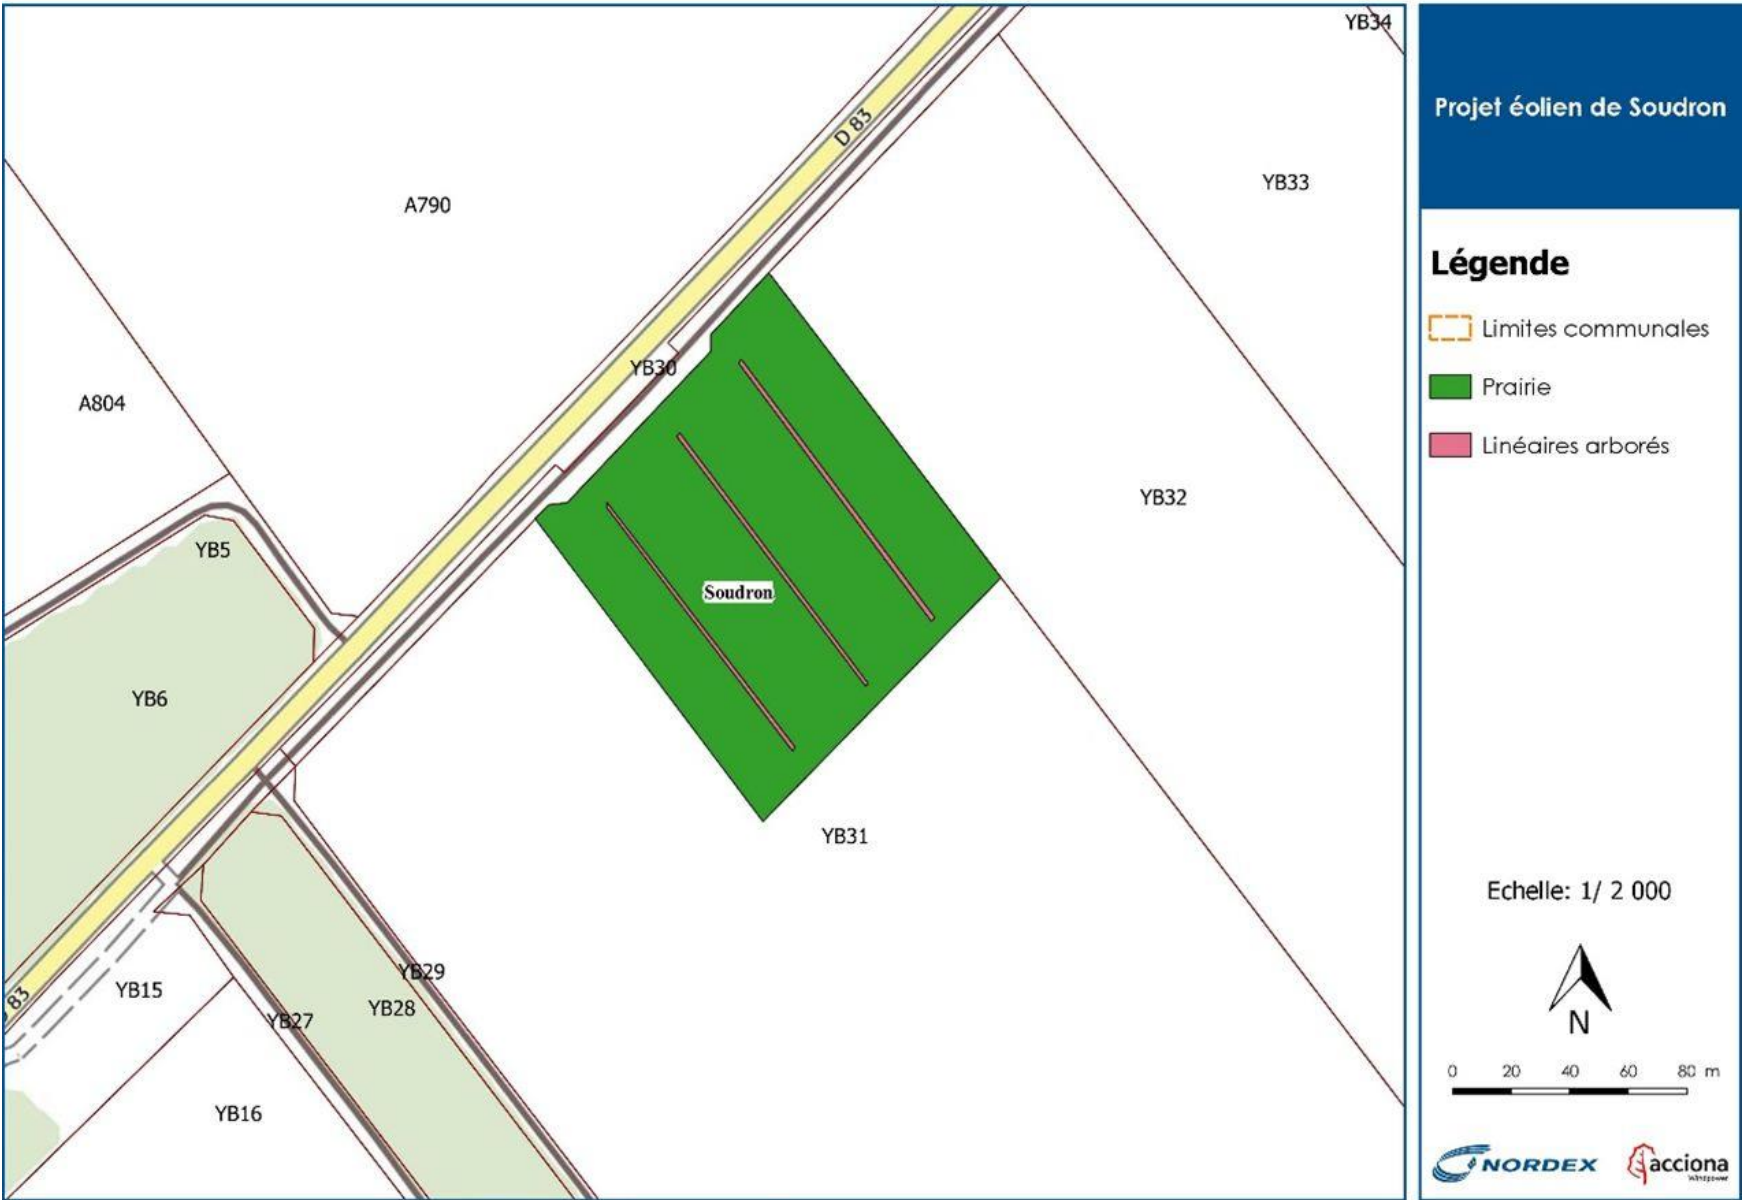 YB34
D 83
YB33
A790
YB30
A804
YB32
YB5
Soudron
YB6
YB31
YB29
83
YB15
YB28
YB27
YB16
Projet éolien de Soudron
Légende
Limites communales
Prairie
Linéaires arborés
Echelle: 1/ 2 000
N
0 20 40 60 80 m
NORDEX
acciona
Windpower